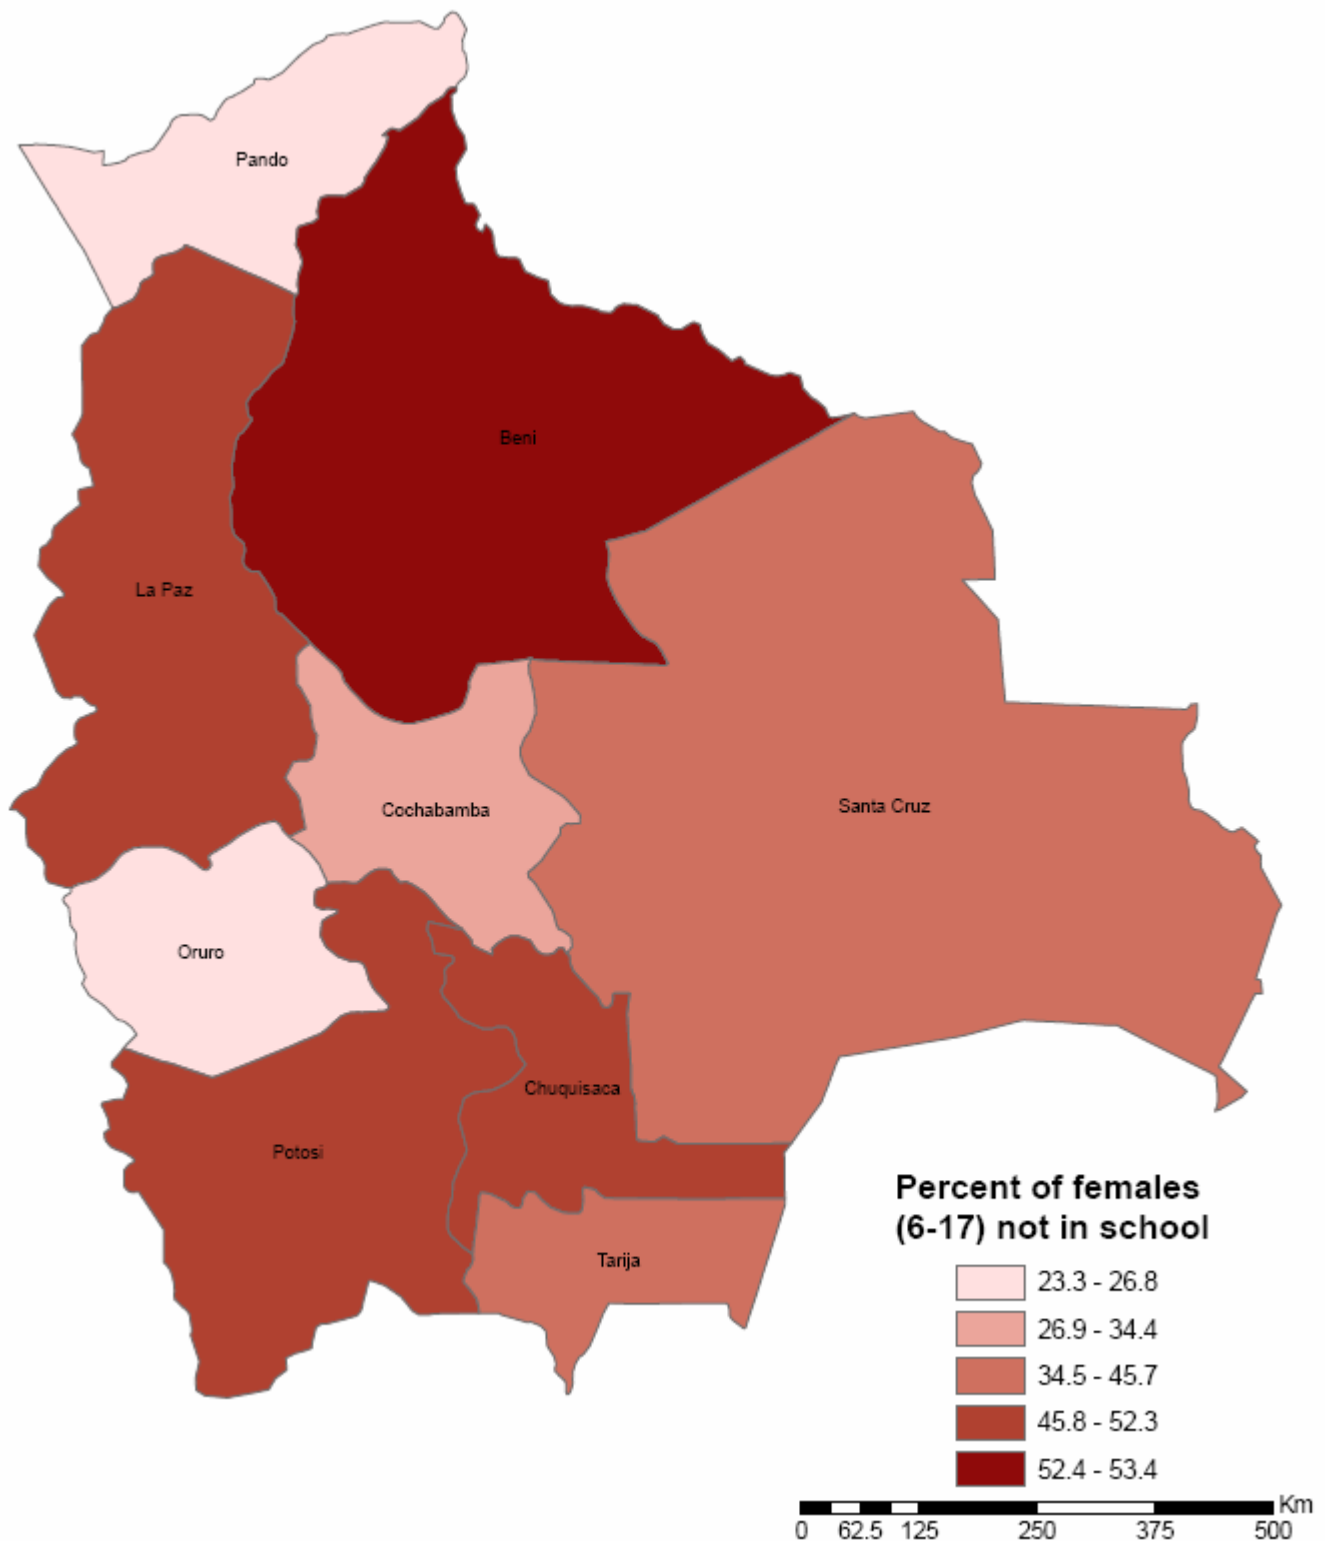 Pando
Beni
La Paz
Santa Cruz
Cochabamba
Oruro
Chuquisaca
Potosi
Tarija
Percent of females
(6-17) not in school
23.3 - 26.8
26.9 - 34.4
34.5 - 45.7
45.8 - 52.3
52.4 - 53.4
Km
0 62.5 125 250 375 500